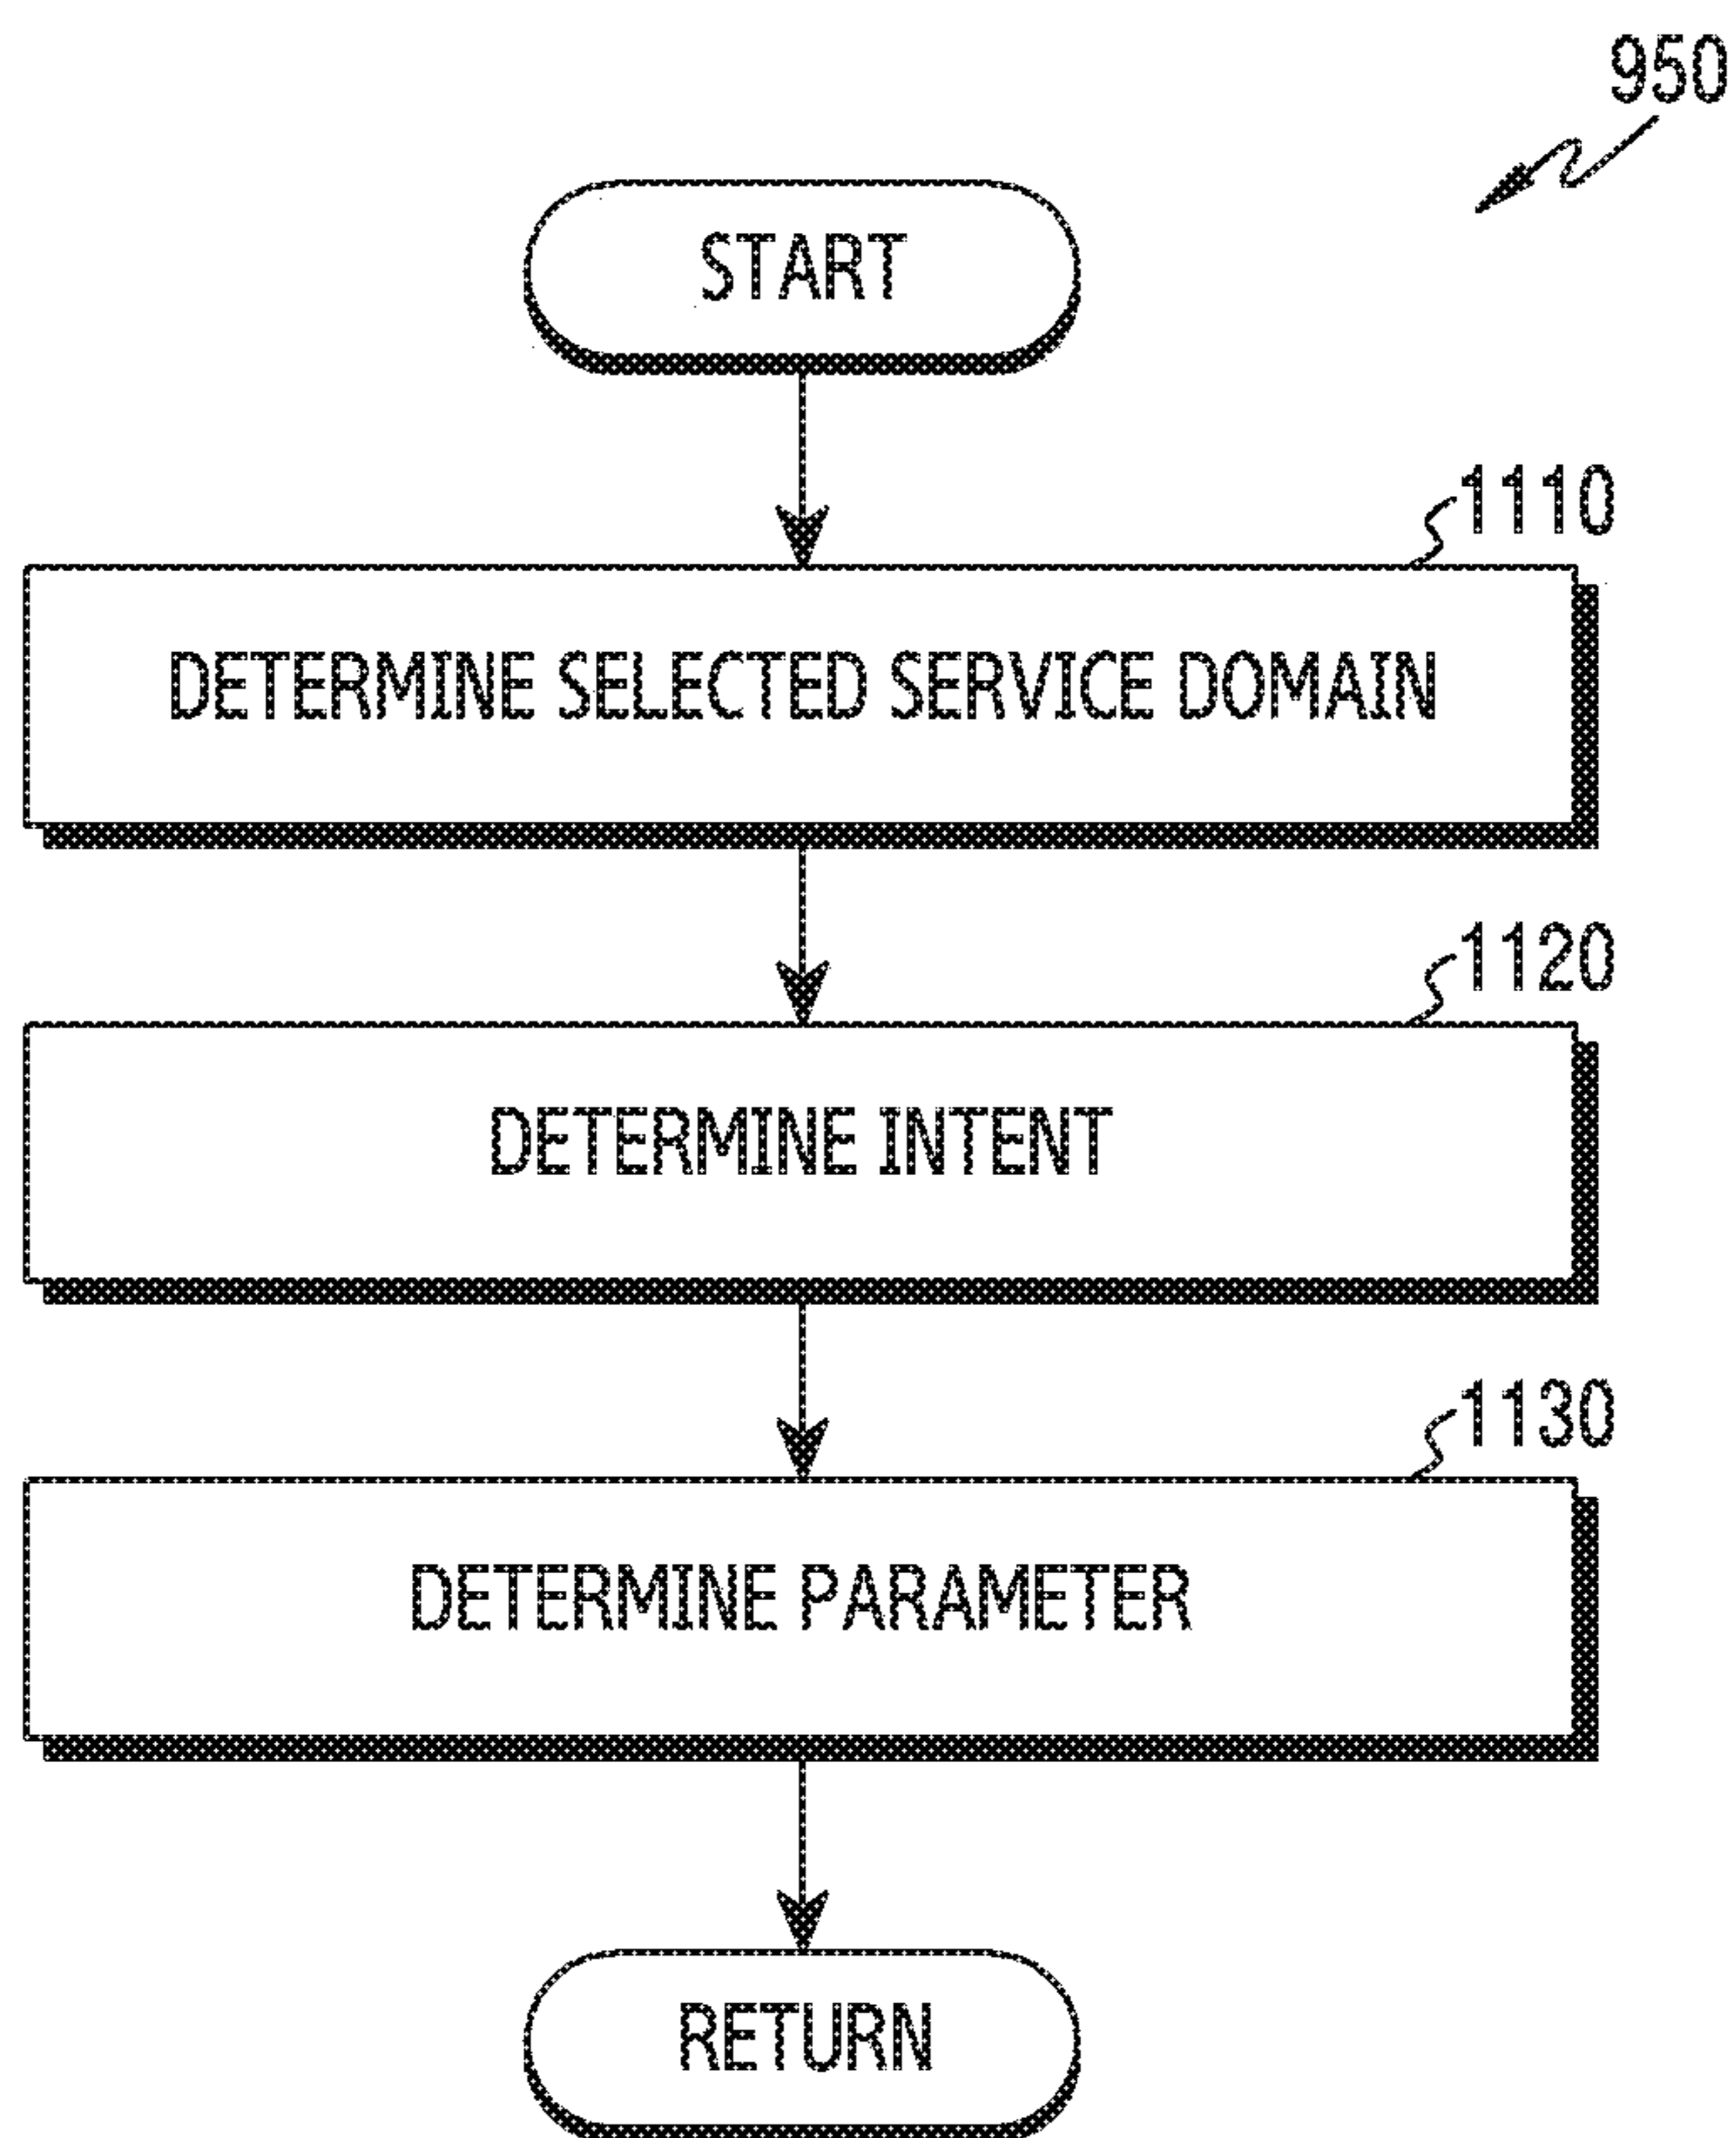 950
START
1110
DETERMINE SELECTED SERVICE DOMAIN
1120
DETERMINE INTENT
1130
DETERMINE PARAMETER
RETURN